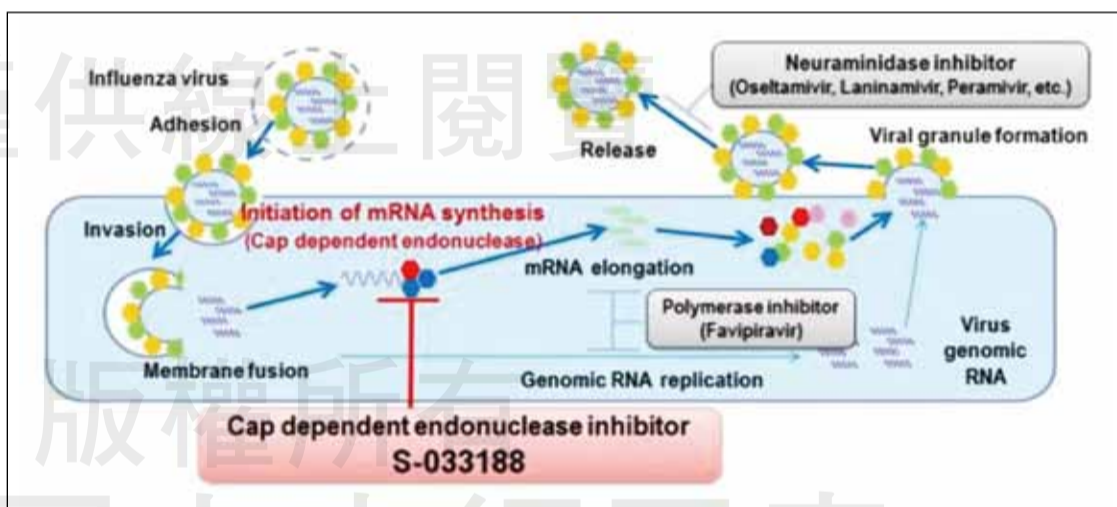 僅供線上閱覽
Influenza virus
Adhesion
Invasion
Membrane fusion
Initiation of mRNA synthesis
(Cap dependent endonuclease)
mRNA elongation
Release
Neuraminidase inhibitor
(Oseltamivir, Laninamivir, Peramivir, etc.)
Viral granule formation
Polymerase inhibitor
(Favipiravir)
Genomic RNA replication
Virus
genomic
RNA
Cap dependent endonuclease inhibitor
S-033188
版權所有